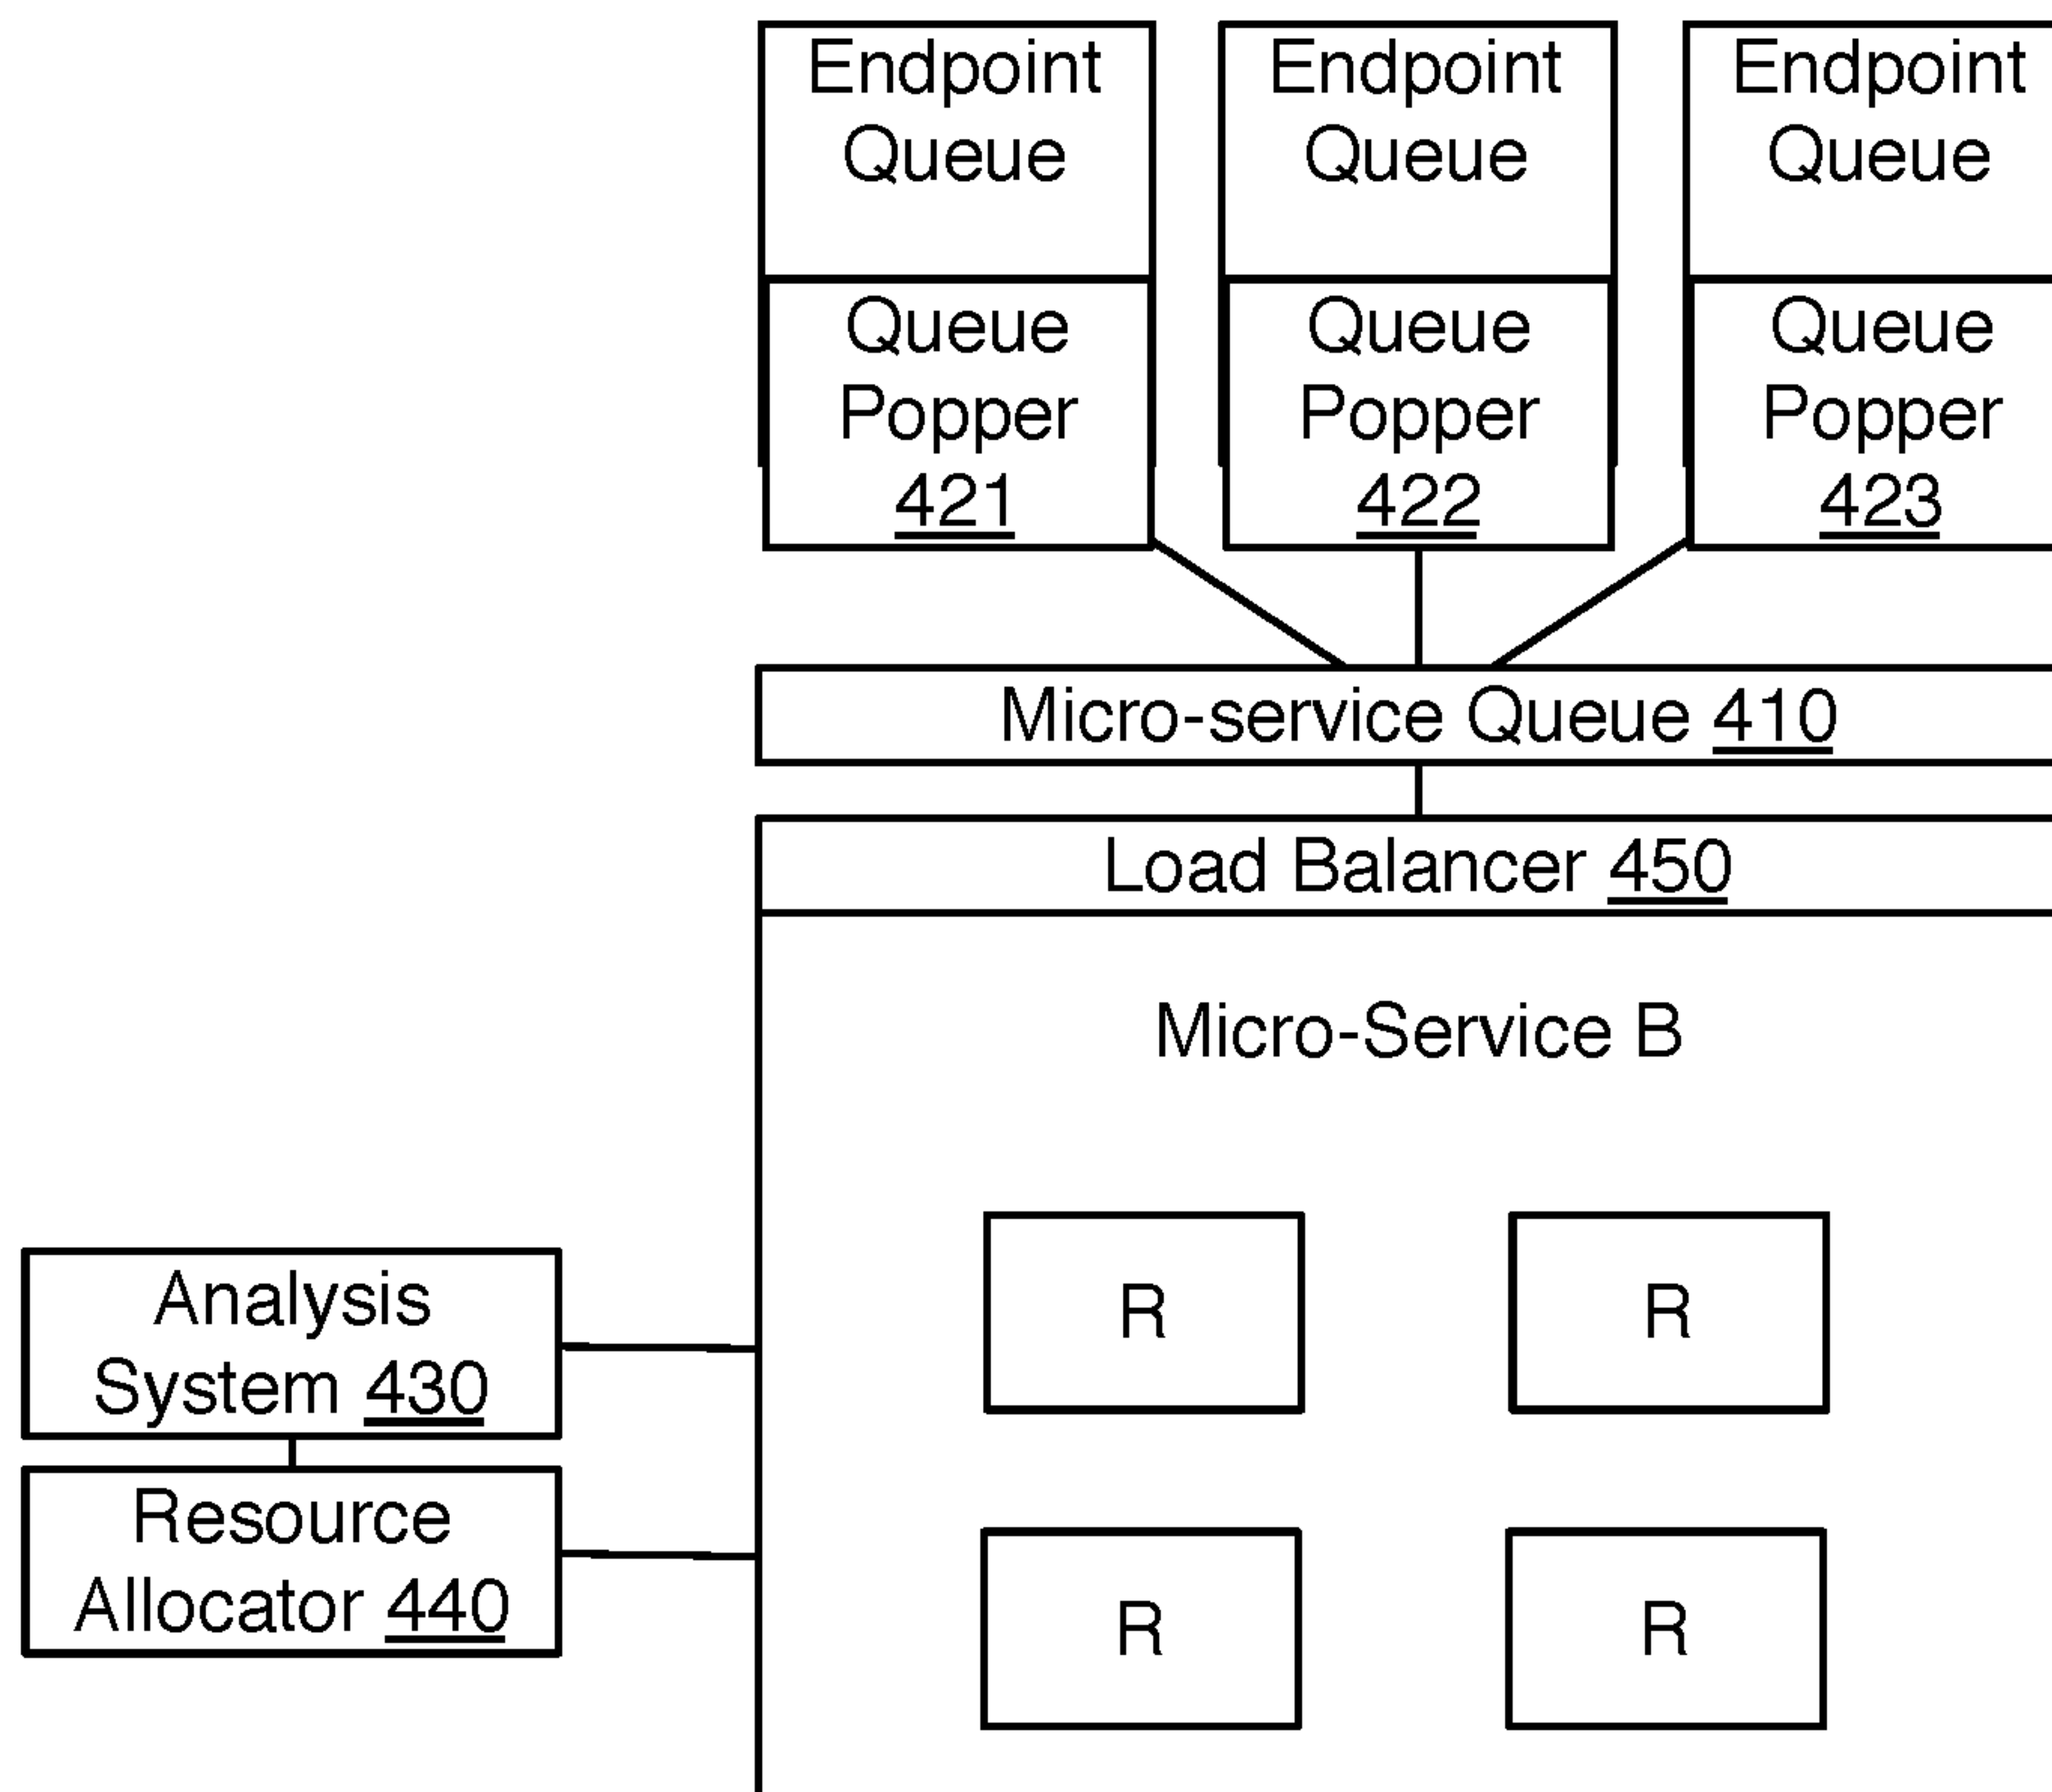 Endpoint
Queue
Endpoint
Queue
Endpoint
Queue
Queue
Popper
421
Queue
Popper
422
Queue
Popper
423
Micro-service Queue 410
Load Balancer 450
Micro-Service B
R
R
Analysis
System 430
Resource
Allocator 440
R
R